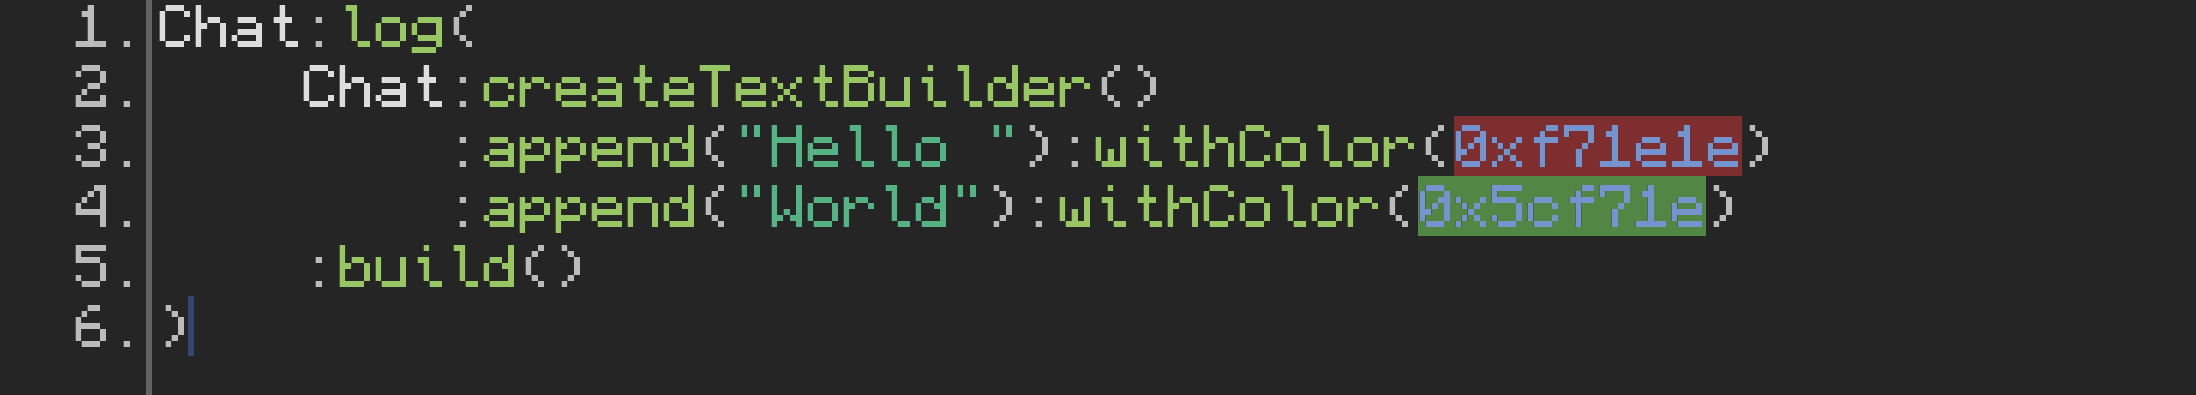 1. Chat:log(
2.     Chat:createTextBuilder()
3.         :append("Hello "):withColor(0xf71e1e)
4.         :append("World"):withColor(0x5cf71e)
5.     :build()
6. )